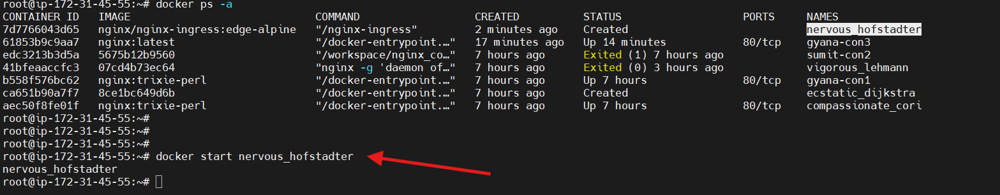 root@ip-172-31-45-55:~# docker ps -a
CONTAINER ID   IMAGE                             COMMAND                  CREATED          STATUS                     PORTS     NAMES
7d7766043d65   nginx/nginx-ingress:edge-alpine   "/nginx-ingress"         2 minutes ago    Created                              nervous_hofstadter
61853b9c9aa7   nginx:latest                      "/docker-entrypoint.…"   17 minutes ago   Up 14 minutes              80/tcp    gyana-con3
edc3213b3d5a   5675b12b9560                      "/workspace/nginx_co…"   7 hours ago      Exited (1) 7 hours ago               sumit-con2
41bfeaaccfc3   07cd4b73ec64                      "nginx -g 'daemon of…"   7 hours ago      Exited (0) 3 hours ago               vigorous_lehmann
b558f576bc62   nginx:trixie-perl                 "/docker-entrypoint.…"   7 hours ago      Up 7 hours                 80/tcp    gyana-con1
ca651b90a7f7   8ce1bc649d6b                      "/docker-entrypoint.…"   7 hours ago      Created                              ecstatic_dijkstra
aec50f8fe01f   nginx:trixie-perl                 "/docker-entrypoint.…"   7 hours ago      Up 7 hours                 80/tcp    compassionate_cori
root@ip-172-31-45-55:~#
root@ip-172-31-45-55:~#
root@ip-172-31-45-55:~#
root@ip-172-31-45-55:~# docker start nervous_hofstadter
nervous_hofstadter
root@ip-172-31-45-55:~#